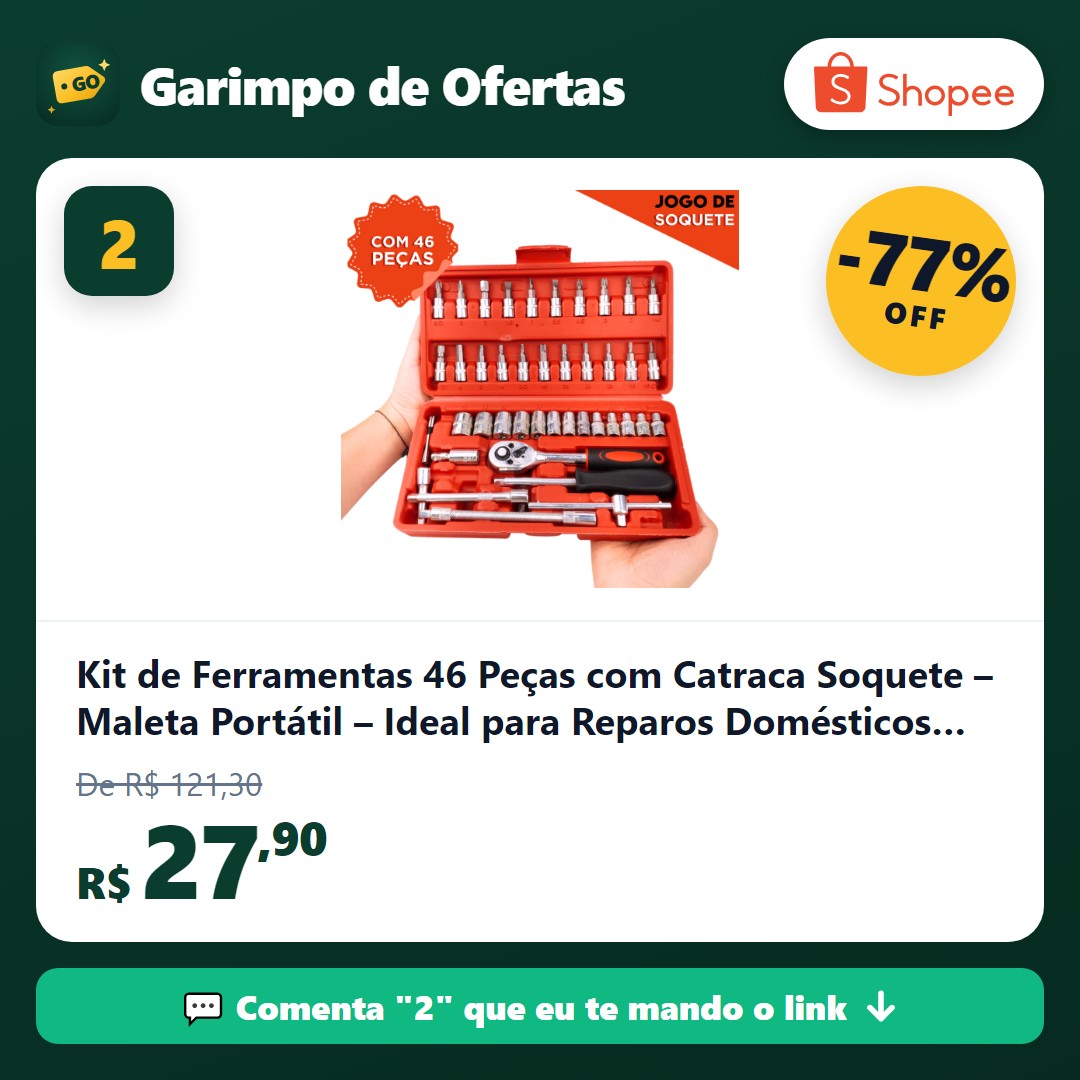 GO
Garimpo de Ofertas
Shopee
2
COM 46
PEÇAS
JOGO DE
SOQUETE
-77%
OFF
Kit de Ferramentas 46 Peças com Catraca Soquete –
Maleta Portátil – Ideal para Reparos Domésticos...
De R$ 121,30
R$ 27,90
Comenta "2" que eu te mando o link ↓